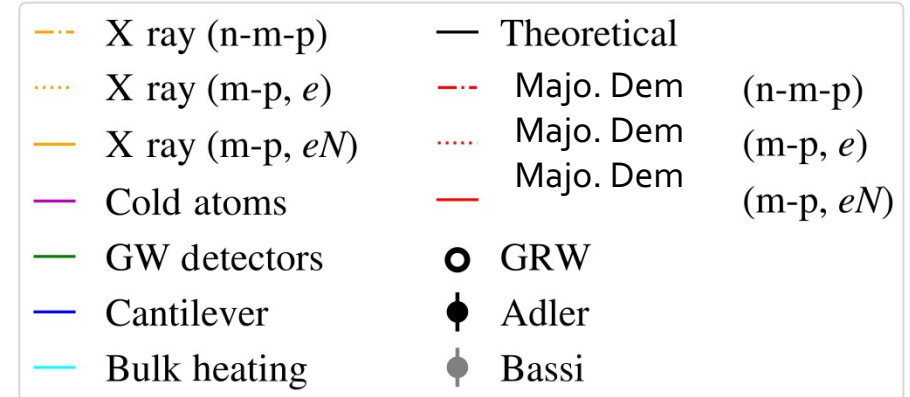 X ray (n-m-p)
X ray (m-p, e)
X ray (m-p, eN)
Cold atoms
GW detectors
Cantilever
Bulk heating
Theoretical
Majo. Dem (n-m-p)
Majo. Dem (m-p, e)
Majo. Dem (m-p, eN)
GRW
Adler
Bassi